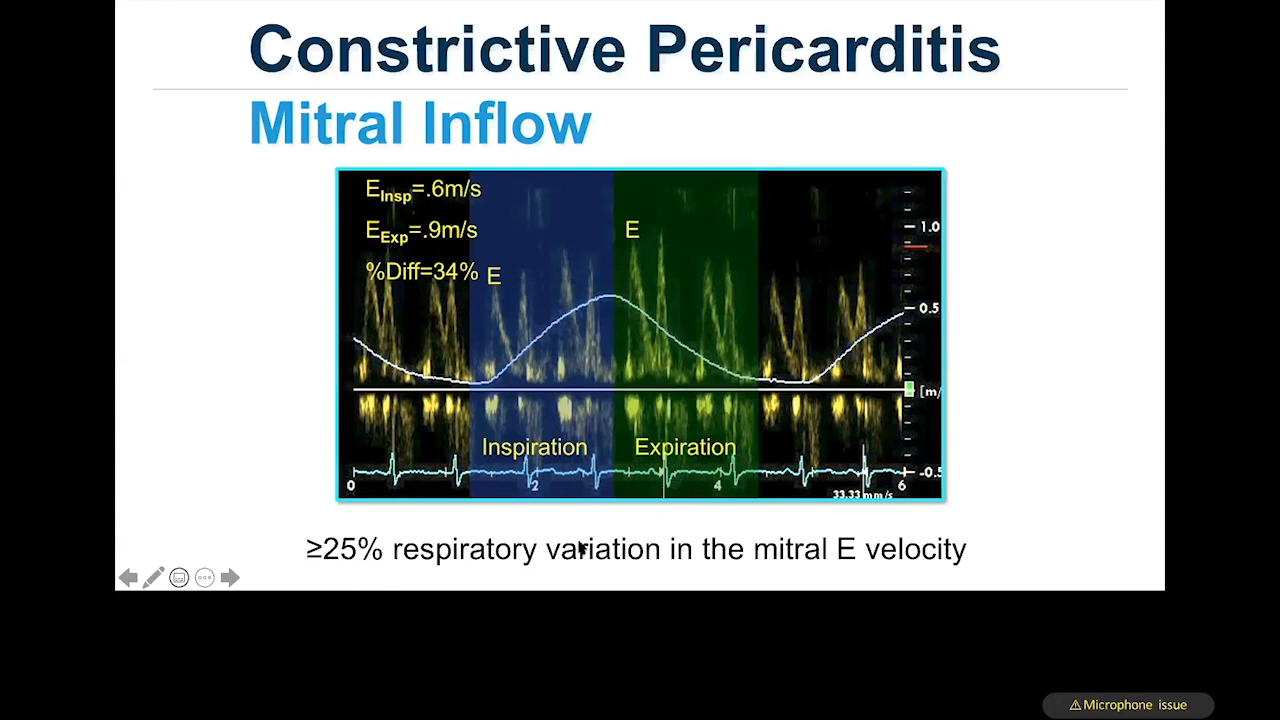 Constrictive Pericarditis
Mitral Inflow
EInsp=.6m/s
EExp=.9m/s
%Diff=34%
E
E
1.0
0.5
[m/
Inspiration
Expiration
-0.5
0
2
4
6
33.33 mm/s
≥25% respiratory variation in the mitral E velocity
⚠Microphone issue